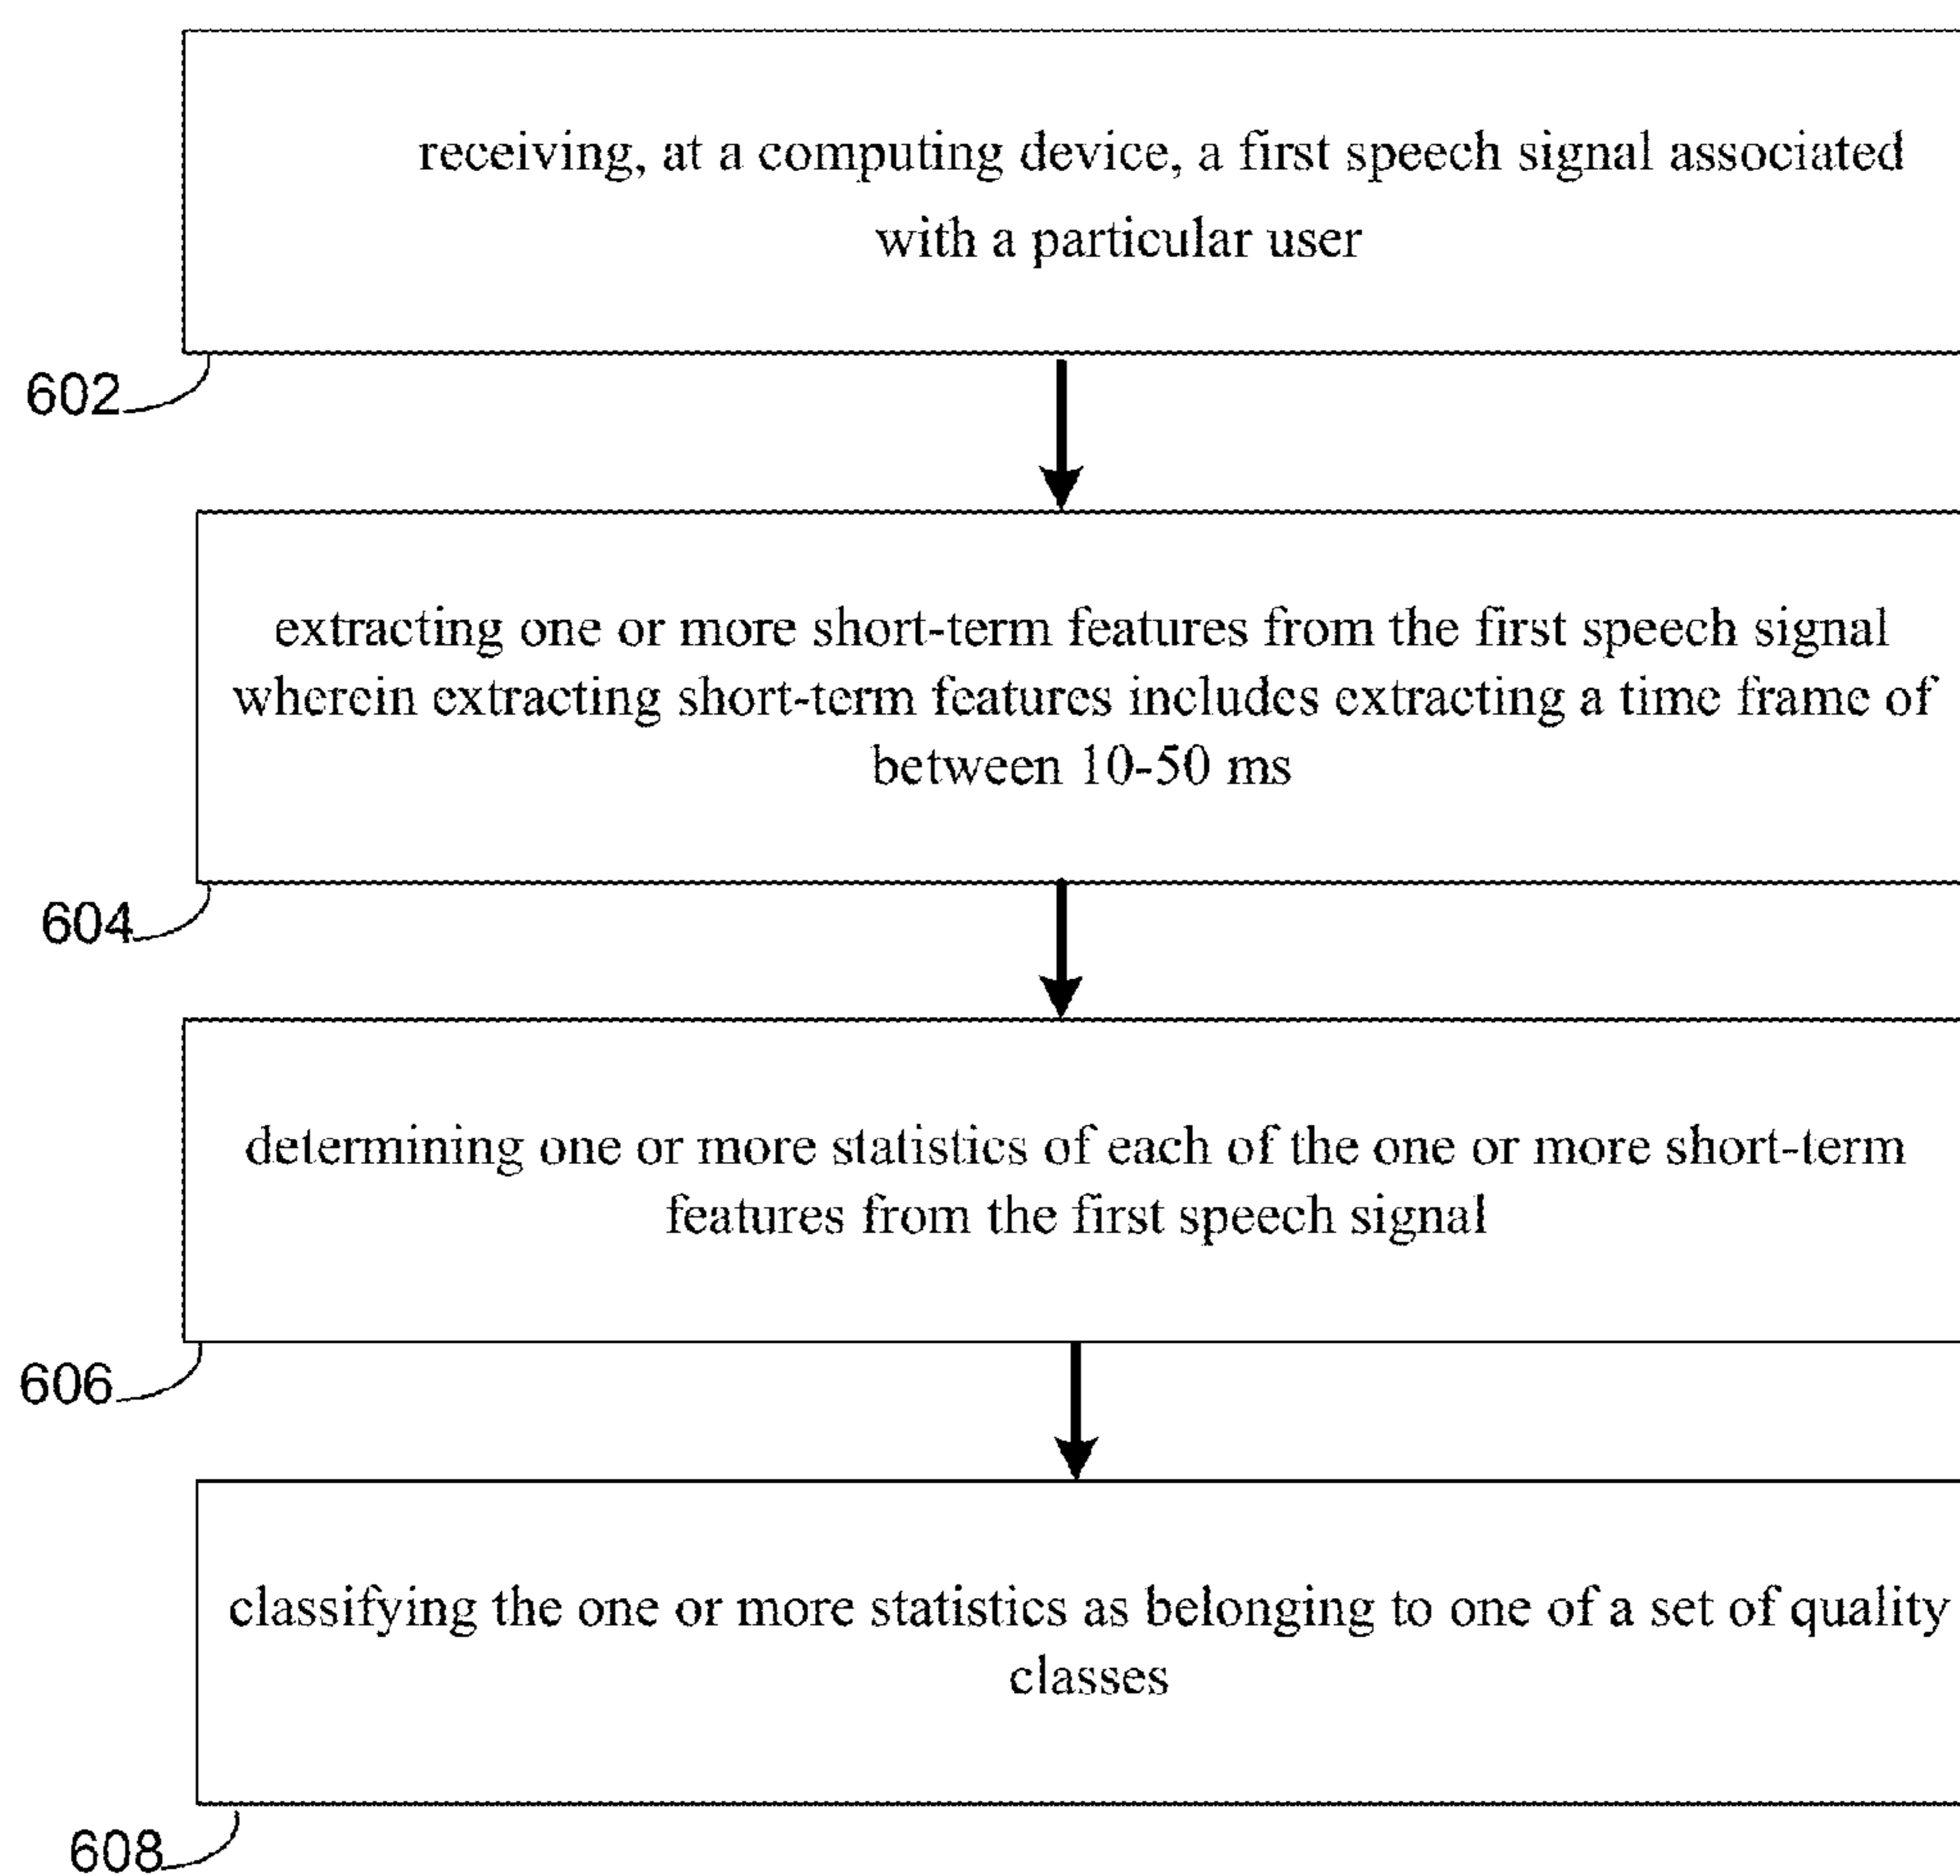 receiving, at a computing device, a first speech signal associated
with a particular user
602
extracting one or more short-term features from the first speech signal
wherein extracting short-term features includes extracting a time frame of
between 10-50 ms
604
determining one or more statistics of each of the one or more short-term
features from the first speech signal
606
classifying the one or more statistics as belonging to one of a set of quality
classes
608